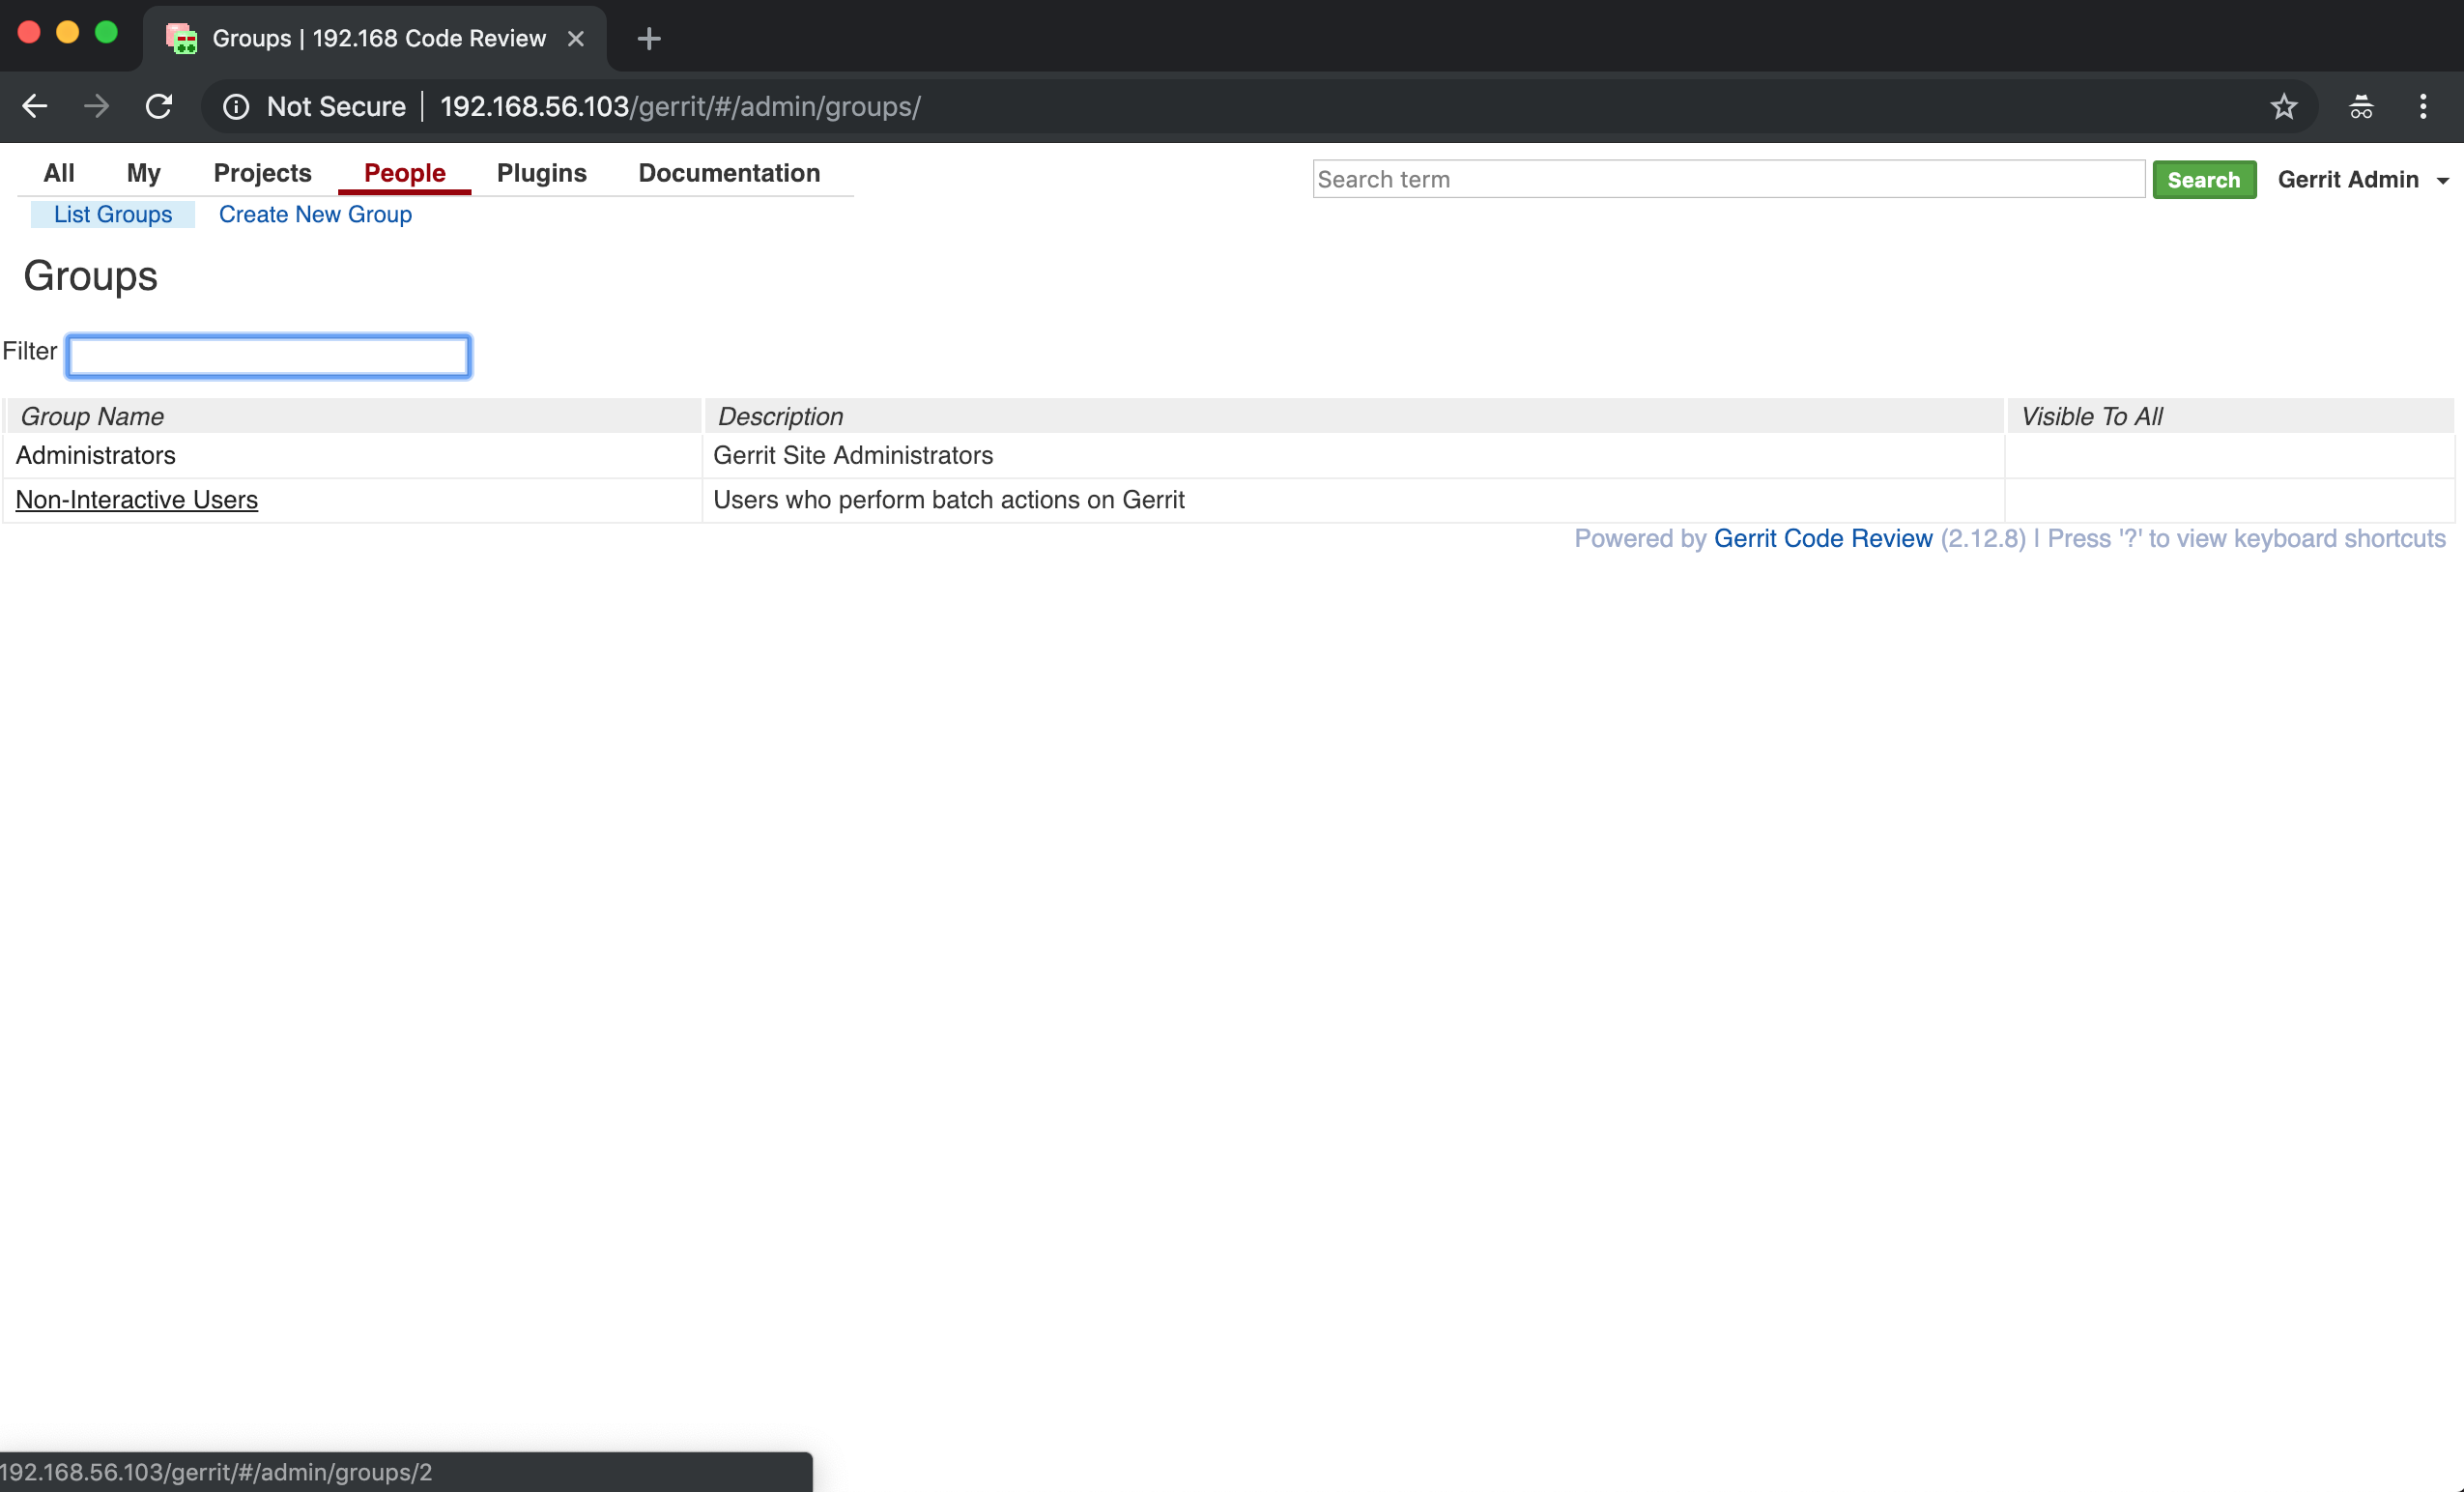 Groups | 192.168 Code Review
Not Secure | 192.168.56.103/gerrit/#/admin/groups/
All My Projects People Plugins Documentation
Search term Search Gerrit Admin
List Groups Create New Group
Groups
Filter
Group Name Description Visible To All
Administrators Gerrit Site Administrators
Non-Interactive Users Users who perform batch actions on Gerrit
Powered by Gerrit Code Review (2.12.8) | Press '?' to view keyboard shortcuts
192.168.56.103/gerrit/#/admin/groups/2